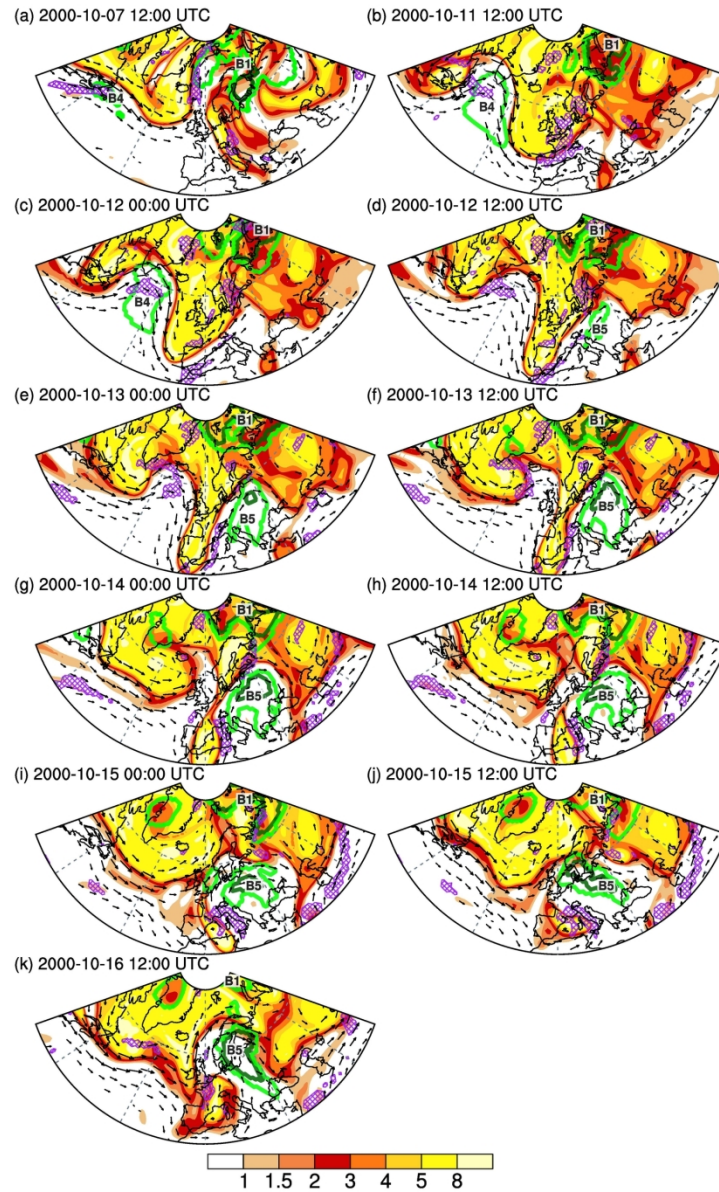 (a) 2000-10-07 12:00 UTC
(b) 2000-10-11 12:00 UTC
B1
B4
B1
B4
(c) 2000-10-12 00:00 UTC
(d) 2000-10-12 12:00 UTC
B1
B4
B1
B5
(e) 2000-10-13 00:00 UTC
(f) 2000-10-13 12:00 UTC
B1
B5
B1
B5
(g) 2000-10-14 00:00 UTC
(h) 2000-10-14 12:00 UTC
B1
B5
B1
B5
(i) 2000-10-15 00:00 UTC
(j) 2000-10-15 12:00 UTC
B1
B5
B1
B5
(k) 2000-10-16 12:00 UTC
B1
B5
1 1.5 2 3 4 5 8